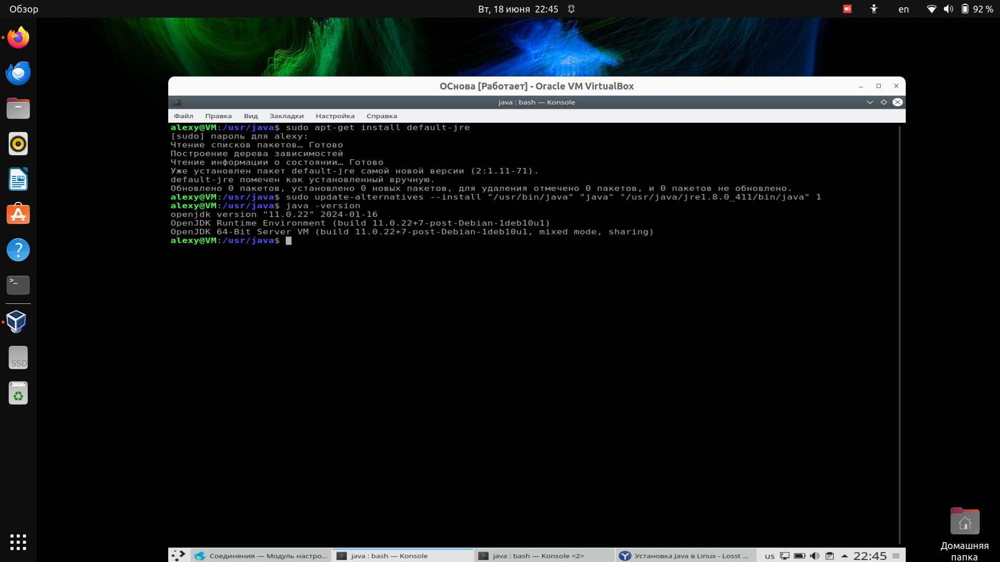 Обзор
Вт, 18 июня 22:45
en
92 %
ОСнова [Работает] - Oracle VM VirtualBox
java : bash — Konsole
Файл Правка Вид Закладки Настройка Справка
alexy@VM:/usr/java$ sudo apt-get install default-jre
[sudo] пароль для alexy:
Чтение списков пакетов… Готово
Построение дерева зависимостей
Чтение информации о состоянии… Готово
Уже установлен пакет default-jre самой новой версии (2:1.11-71).
default-jre помечен как установленный вручную.
Обновлено 0 пакетов, установлено 0 новых пакетов, для удаления отмечено 0 пакетов, и 0 пакетов не обновлено.
alexy@VM:/usr/java$ sudo update-alternatives --install "/usr/bin/java" "java" "/usr/java/jre1.8.0_411/bin/java" 1
alexy@VM:/usr/java$ java -version
openjdk version "11.0.22" 2024-01-16
OpenJDK Runtime Environment (build 11.0.22+7-post-Debian-1deb10u1)
OpenJDK 64-Bit Server VM (build 11.0.22+7-post-Debian-1deb10u1, mixed mode, sharing)
alexy@VM:/usr/java$
SSD
Домашняя
папка
Соединения — Модуль настро...
java : bash — Konsole
java : bash — Konsole <2>
Установка Java в Linux - Losst ...
us
22:45